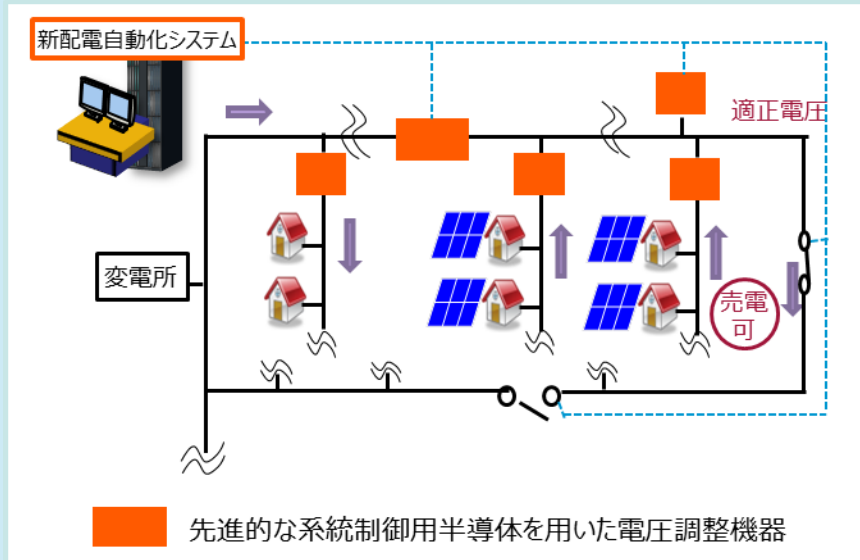 新配電自動化システム
適正電圧
変電所
売電
可
先進的な系統制御用半導体を用いた電圧調整機器